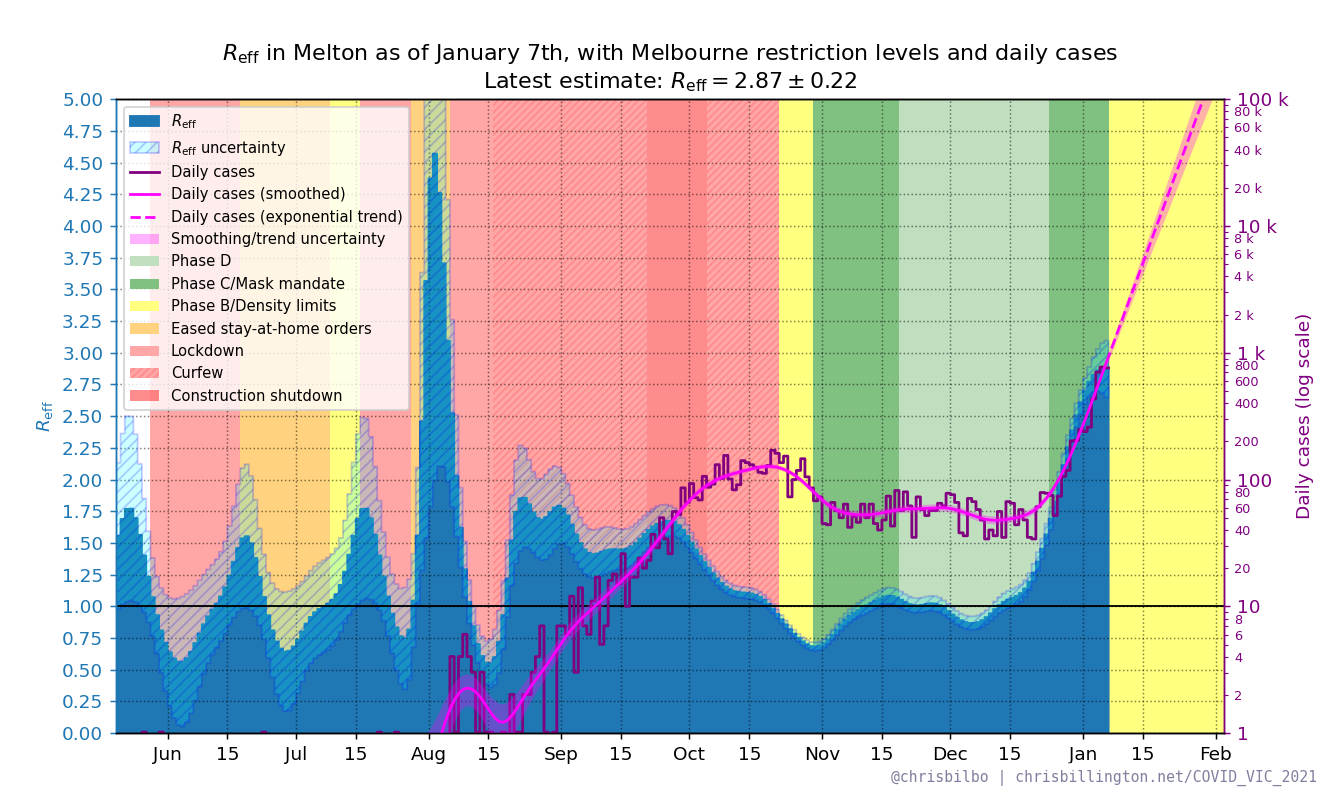 R_eff in Melton as of January 7th, with Melbourne restriction levels and daily cases
Latest estimate: R_eff = 2.87 ± 0.22
5.00
4.75
4.50
4.25
4.00
3.75
3.50
3.25
3.00
2.75
2.50
2.25
2.00
1.75
1.50
1.25
1.00
0.75
0.50
0.25
0.00
R_eff
R_eff
R_eff uncertainty
Daily cases
Daily cases (smoothed)
Daily cases (exponential trend)
Smoothing/trend uncertainty
Phase D
Phase C/Mask mandate
Phase B/Density limits
Eased stay-at-home orders
Lockdown
Curfew
Construction shutdown
100 k
80 k
60 k
40 k
20 k
10 k
8 k
6 k
4 k
2 k
1 k
800
600
400
200
100
80
60
40
20
10
8
6
4
2
1
Daily cases (log scale)
Jun 15 Jul 15 Aug 15 Sep 15 Oct 15 Nov 15 Dec 15 Jan 15 Feb
@chrisbilbo | chrisbillington.net/COVID_VIC_2021